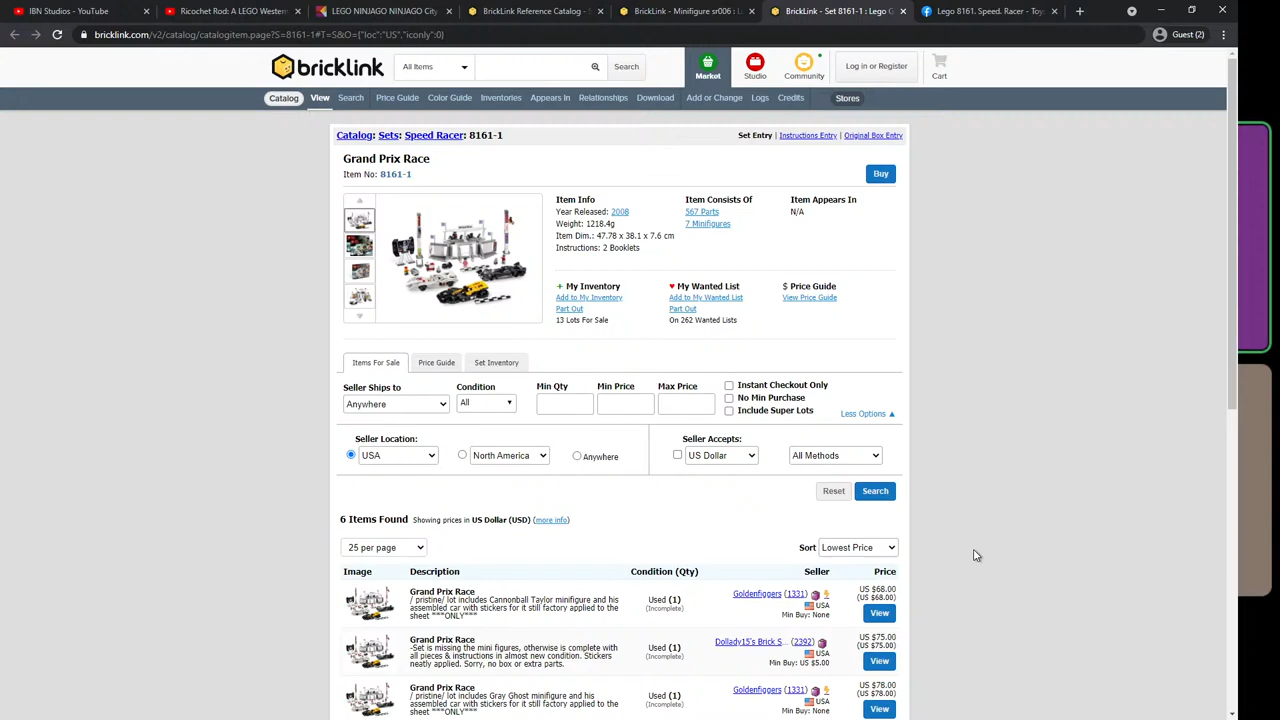 IBN Studios - YouTube
Ricochet Rod: A LEGO Western
LEGO NINJAGO NINJAGO City
BrickLink Reference Catalog - S
BrickLink - Minifigure sr006 : L
BrickLink - Set 8161-1 : Lego G
Lego 8161. Speed. Racer - Toys
bricklink.com/v2/catalog/catalogitem.page?S=8161-1#T=S&O={"loc":"US","iconly":0}
Guest (2)
bricklink
All Items
Search
Market
Studio
Community
Log in or Register
Cart
Catalog View Search Price Guide Color Guide Inventories Appears In Relationships Download Add or Change Logs Credits Stores
Catalog: Sets: Speed Racer: 8161-1
Set Entry | Instructions Entry | Original Box Entry
Grand Prix Race
Item No: 8161-1
Buy
Item Info
Year Released: 2008
Weight: 1218.4g
Item Dim.: 47.78 x 38.1 x 7.6 cm
Instructions: 2 Booklets
Item Consists Of
567 Parts
7 Minifigures
Item Appears In
N/A
+ My Inventory
Add to My Inventory
Part Out
13 Lots For Sale
♥ My Wanted List
Add to My Wanted List
Part Out
On 262 Wanted Lists
$ Price Guide
View Price Guide
Items For Sale Price Guide Set Inventory
Seller Ships to
Anywhere
Condition
All
Min Qty
Min Price
Max Price
Instant Checkout Only
No Min Purchase
Include Super Lots
Less Options ▲
Seller Location:
USA
North America
Anywhere
Seller Accepts:
US Dollar
All Methods
Reset
Search
6 Items Found Showing prices in US Dollar (USD) (more info)
25 per page
Sort Lowest Price
Image Description Condition (Qty) Seller Price
Grand Prix Race
/ pristine/ lot includes Cannonball Taylor minifigure and his
assembled car with stickers for it still factory applied to the
sheet ***ONLY***
Used (1)
(Incomplete)
Goldenfiggers (1331)
USA
Min Buy: None
US $68.00
(US $68.00)
View
Grand Prix Race
-Set is missing the mini figures, otherwise is complete with
all pieces & instructions in almost new condition. Stickers
neatly applied. Sorry, no box or extra parts.
Used (1)
(Incomplete)
Dollady15's Brick S... (2392)
USA
Min Buy: US $5.00
US $75.00
(US $75.00)
View
Grand Prix Race
/ pristine/ lot includes Gray Ghost minifigure and his
assembled car with stickers for it still factory applied to the
sheet ***ONLY***
Used (1)
(Incomplete)
Goldenfiggers (1331)
USA
Min Buy: None
US $78.00
(US $78.00)
View